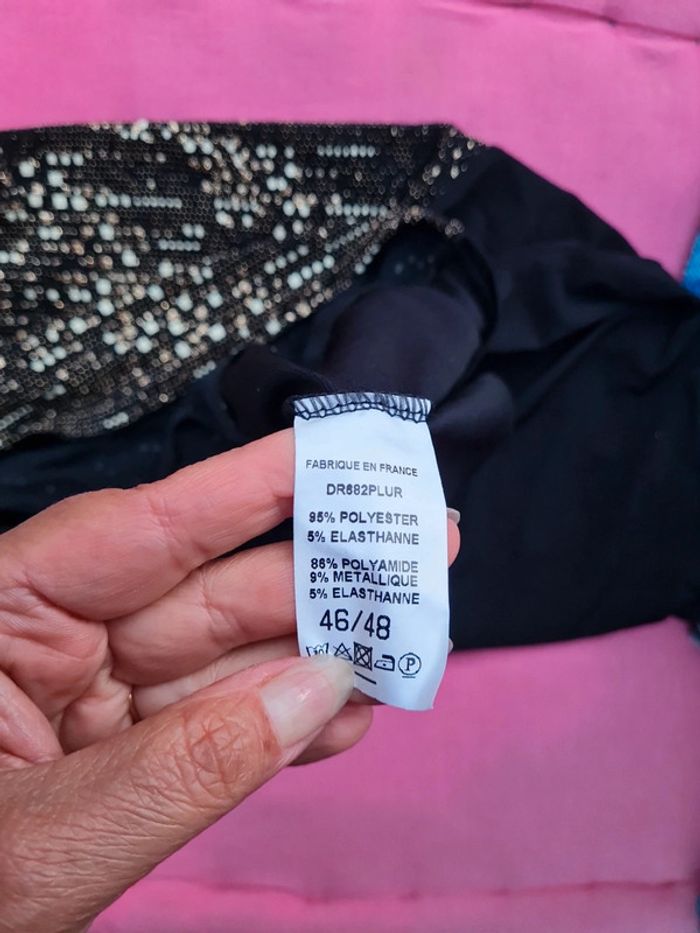 FABRIQUE EN FRANCE
DR682PLUR
95% POLYESTER
5% ELASTHANNE
86% POLYAMIDE
9% METALLIQUE
5% ELASTHANNE
46/48
P